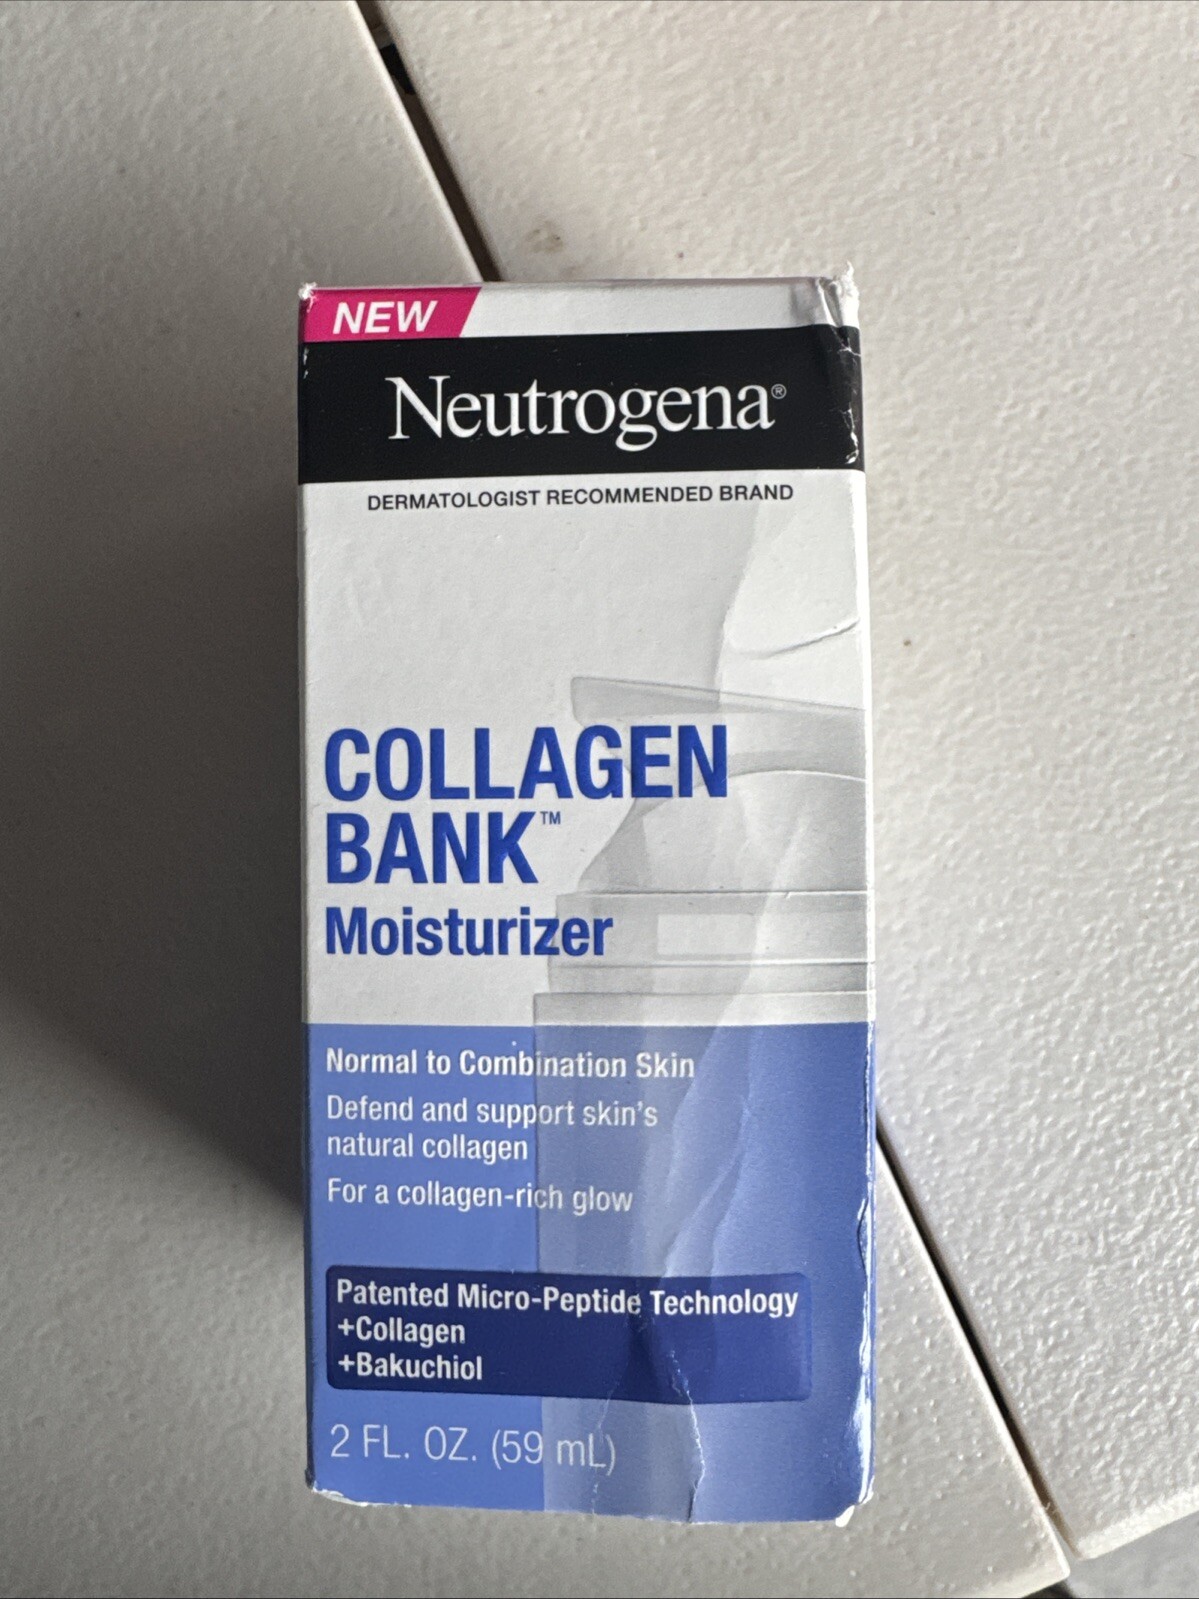 NEW
Neutrogena®
DERMATOLOGIST RECOMMENDED BRAND
COLLAGEN
BANK™
Moisturizer
Normal to Combination Skin
Defend and support skin's
natural collagen
For a collagen-rich glow
Patented Micro-Peptide Technology
+Collagen
+Bakuchiol
2 FL. OZ. (59 mL)